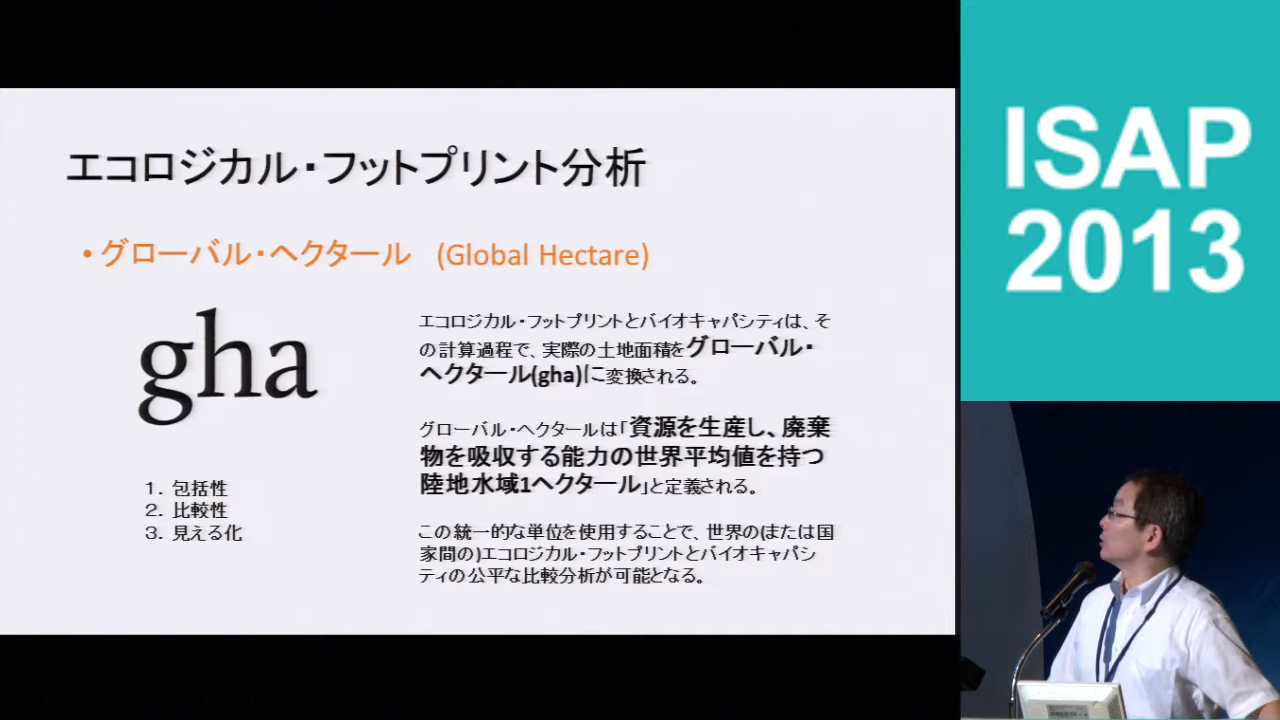 エコロジカル・フットプリント分析
• グローバル・ヘクタール (Global Hectare)
gha
1. 包括性
2. 比較性
3. 見える化
エコロジカル・フットプリントとバイオキャパシティは、そ
の計算過程で、実際の土地面積をグローバル・
ヘクタール(gha)に変換される。
グローバル・ヘクタールは「資源を生産し、廃棄
物を吸収する能力の世界平均値を持つ
陸地水域1ヘクタール」と定義される。
この統一的な単位を使用することで、世界の(または国
家間の)エコロジカル・フットプリントとバイオキャパシ
ティの公平な比較分析が可能となる。
ISAP
2013